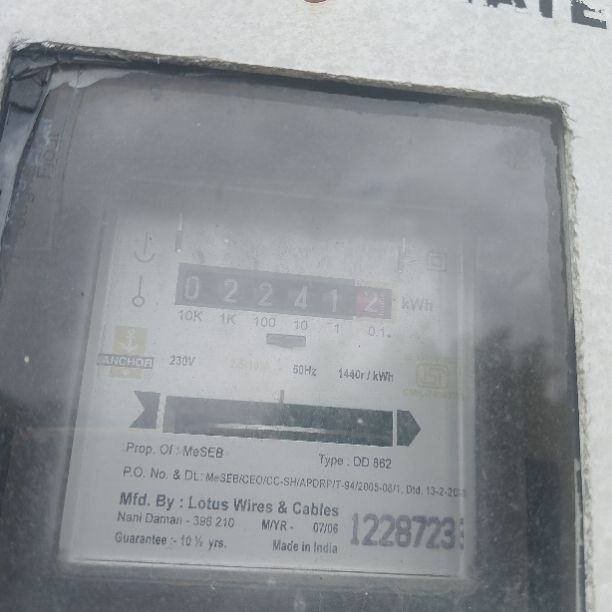 ATE
0 2 2 4 1 2 kWh
10K 1K 100 10 1 0.1
ANCHOR 230V 50Hz 1440r / kWh
Prop. Of : MeSEB Type : DD 862
P.O. No. & Dt.: MeSEB/CEO/CC-SH/APDRP/T-94/2005-06/1, Dtd. 13-2-
Mfd. By : Lotus Wires & Cables
Nani Daman - 396 210 M/YR - 07/06 1228723
Guarantee :- 10 ½ yrs. Made in India